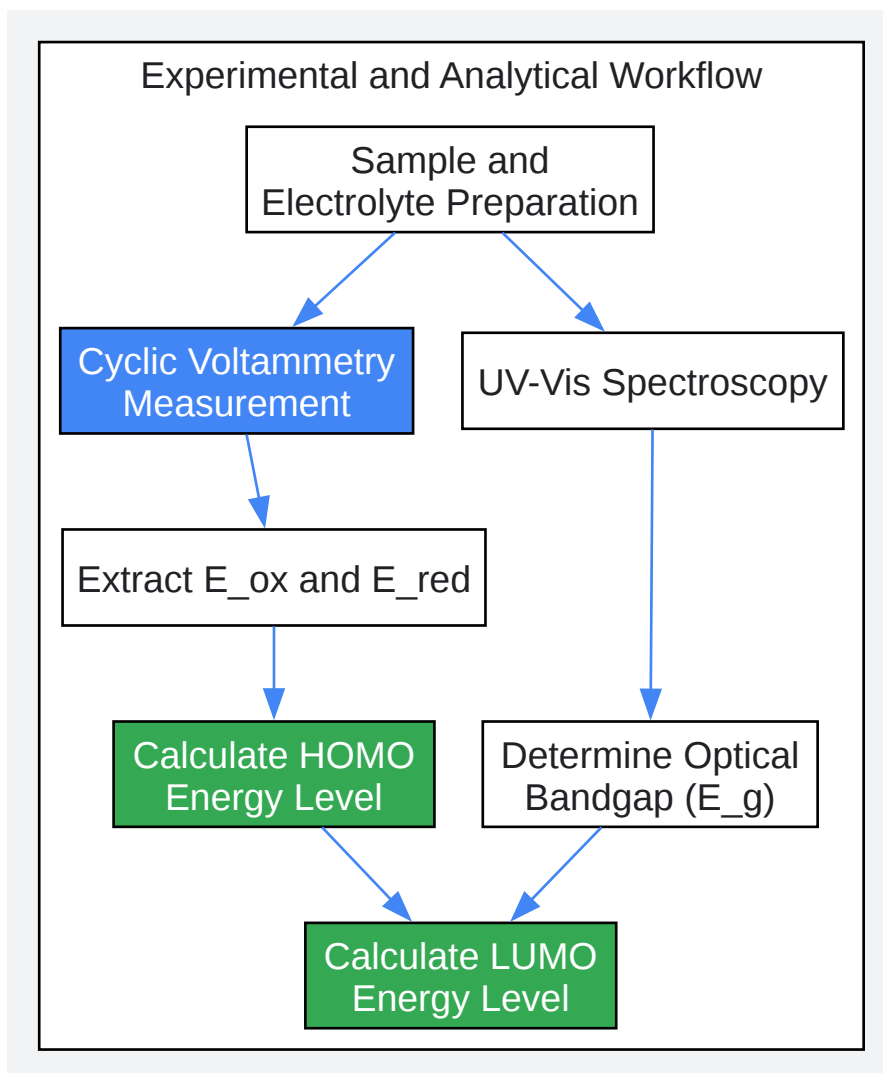 Experimental and Analytical Workflow
Sample and
Electrolyte Preparation
Cyclic Voltammetry
Measurement
UV-Vis Spectroscopy
Extract E_ox and E_red
Calculate HOMO
Energy Level
Determine Optical
Bandgap (E_g)
Calculate LUMO
Energy Level